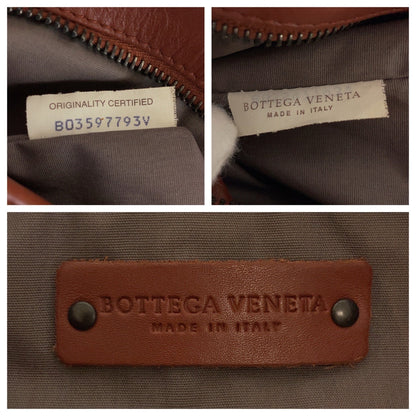 ORIGINALITY CERTIFIED
B03597793V
BOTTEGA VENETA
MADE IN ITALY
BOTTEGA VENETA
MADE IN ITALY